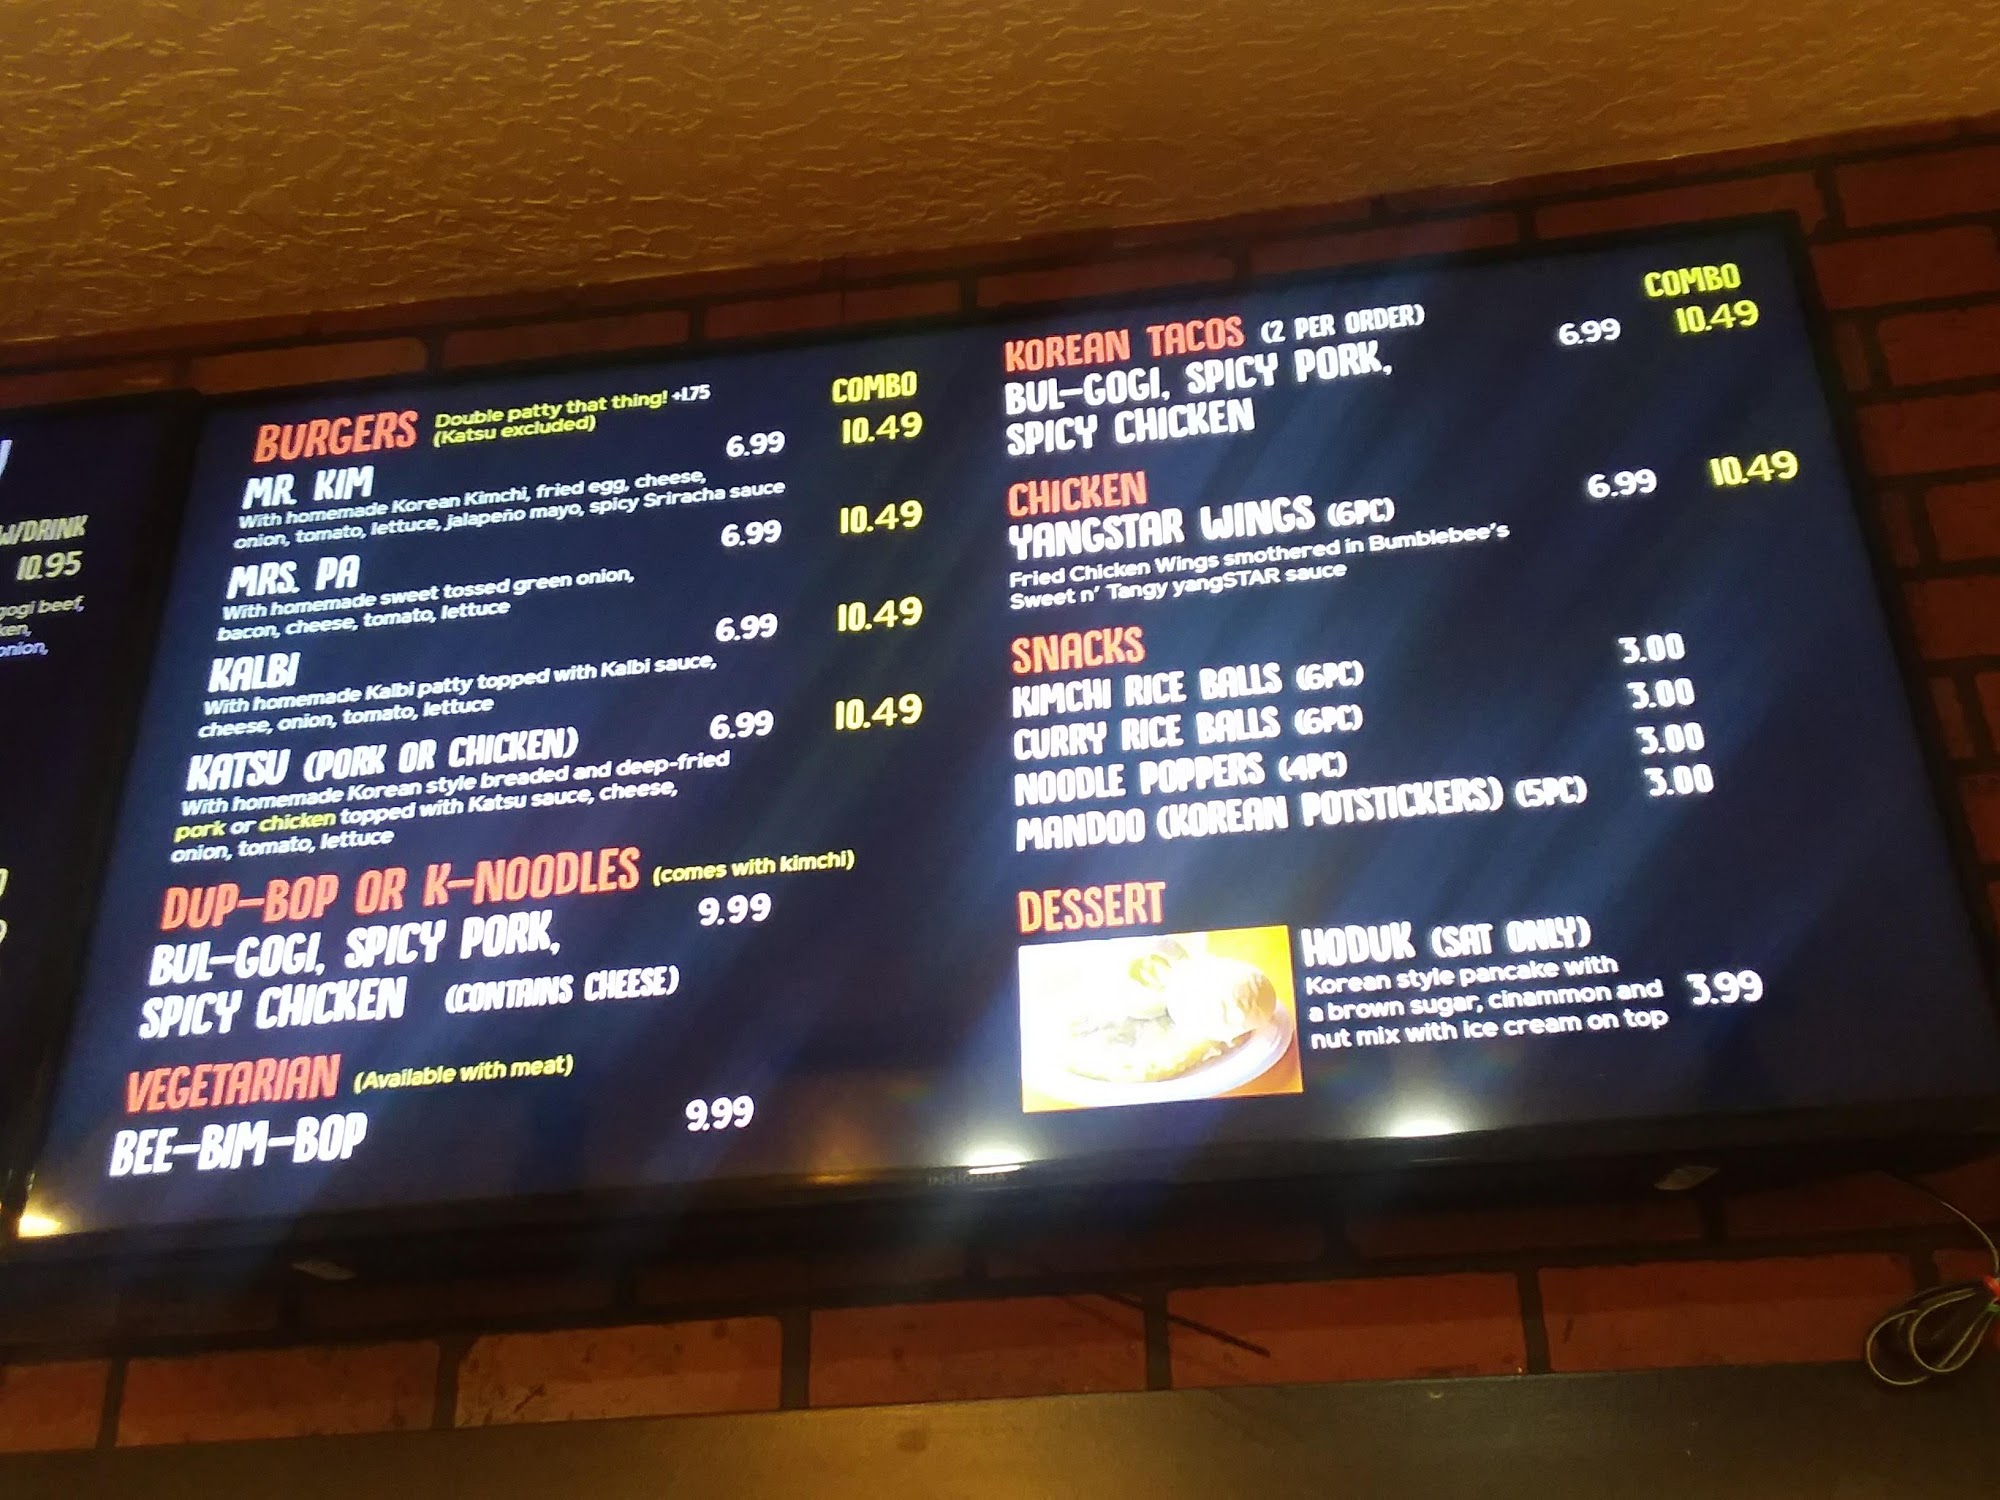 W/DRINK
10.95
gogi beef,
onion,
BURGERS Double patty that thing! +1.75
(Katsu excluded)
COMBO
MR. KIM 6.99 10.49
With homemade Korean Kimchi, fried egg, cheese,
onion, tomato, lettuce, jalapeño mayo, spicy Sriracha sauce
MRS. PA 6.99 10.49
With homemade sweet tossed green onion,
bacon, cheese, tomato, lettuce
KALBI 6.99 10.49
With homemade Kalbi patty topped with Kalbi sauce,
cheese, onion, tomato, lettuce
KATSU (PORK OR CHICKEN) 6.99 10.49
With homemade Korean style breaded and deep-fried
pork or chicken topped with Katsu sauce, cheese,
onion, tomato, lettuce
DUP-BOP OR K-NOODLES (comes with kimchi)
BUL-GOGI, SPICY PORK, 9.99
SPICY CHICKEN (CONTAINS CHEESE)
VEGETARIAN (Available with meat)
BEE-BIM-BOP 9.99
COMBO
KOREAN TACOS (2 PER ORDER) 6.99 10.49
BUL-GOGI, SPICY PORK,
SPICY CHICKEN
CHICKEN
YANGSTAR WINGS (6PC) 6.99 10.49
Fried Chicken Wings smothered in Bumblebee's
Sweet n' Tangy yangSTAR sauce
SNACKS
KIMCHI RICE BALLS (6PC) 3.00
CURRY RICE BALLS (6PC) 3.00
NOODLE POPPERS (4PC) 3.00
MANDOO (KOREAN POTSTICKERS) (5PC) 3.00
DESSERT
HODUK (SAT ONLY)
Korean style pancake with
a brown sugar, cinammon and 3.99
nut mix with ice cream on top
INSIGNIA